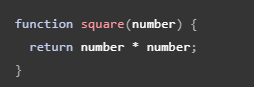 function square(number) {
  return number * number;
}